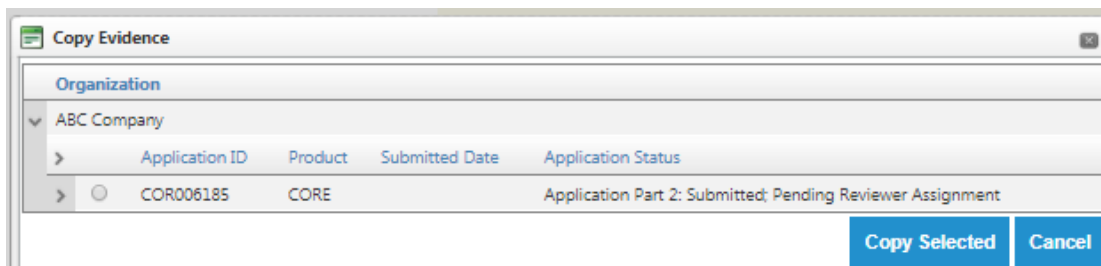 Copy Evidence
Organization
ABC Company
Application ID Product Submitted Date Application Status
COR006185 CORE Application Part 2: Submitted; Pending Reviewer Assignment
Copy Selected Cancel